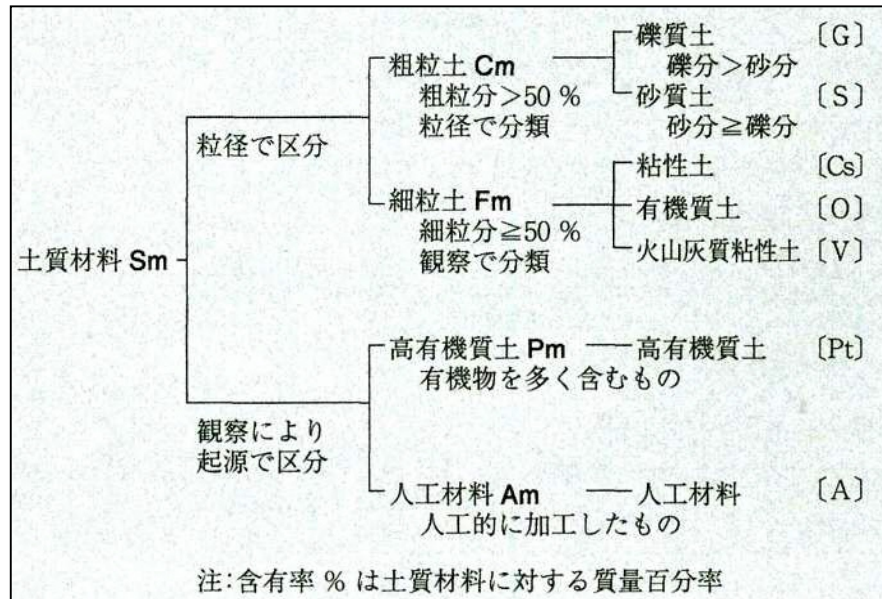 礫質土 〔G〕
粗粒土 Cm
礫分>砂分
粗粒分>50 %
砂質土 〔S〕
粒径で区分
粒径で分類
砂分≧礫分
粘性土 〔Cs〕
細粒土 Fm
有機質土 〔O〕
細粒分≧50 %
土質材料 Sm
観察で分類
火山灰質粘性土 〔V〕
高有機質土 Pm
高有機質土 〔Pt〕
有機物を多く含むもの
観察により
起源で区分
人工材料 Am
人工材料 〔A〕
人工的に加工したもの
注:含有率 % は土質材料に対する質量百分率